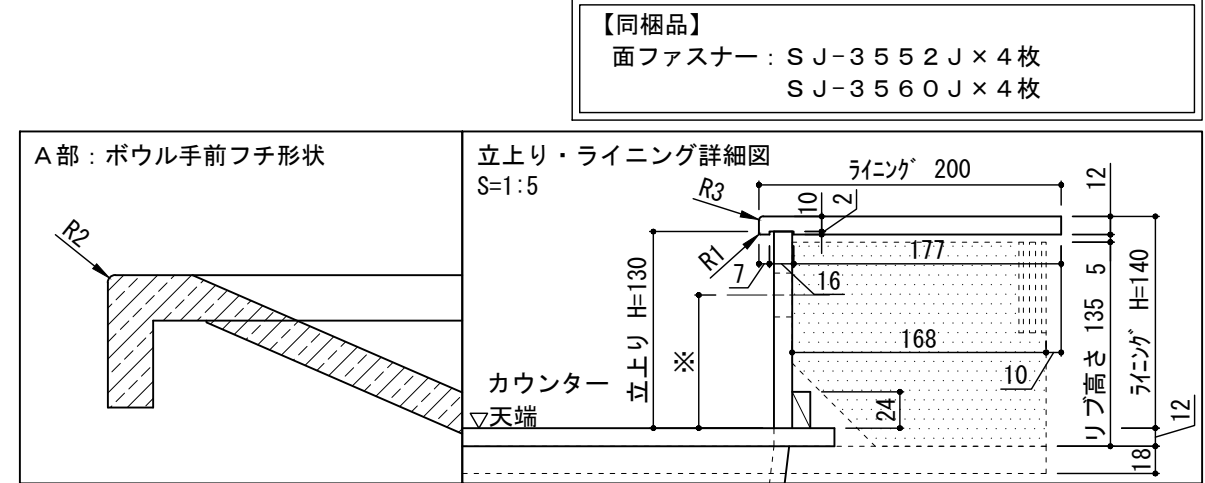 【同梱品】
面ファスナー：ＳＪ-３５５２Ｊ×４枚
ＳＪ-３５６０Ｊ×４枚
A部：ボウル手前フチ形状
R2
立上り・ライニング詳細図
S=1:5
ﾗｲﾆﾝｸﾞ 200
R3
10
2
12
R1
7
16
177
立上り H=130
※
168
10
リブ高さ 135
5
ﾗｲﾆﾝｸﾞ H=140
カウンター
▽天端
24
12
18